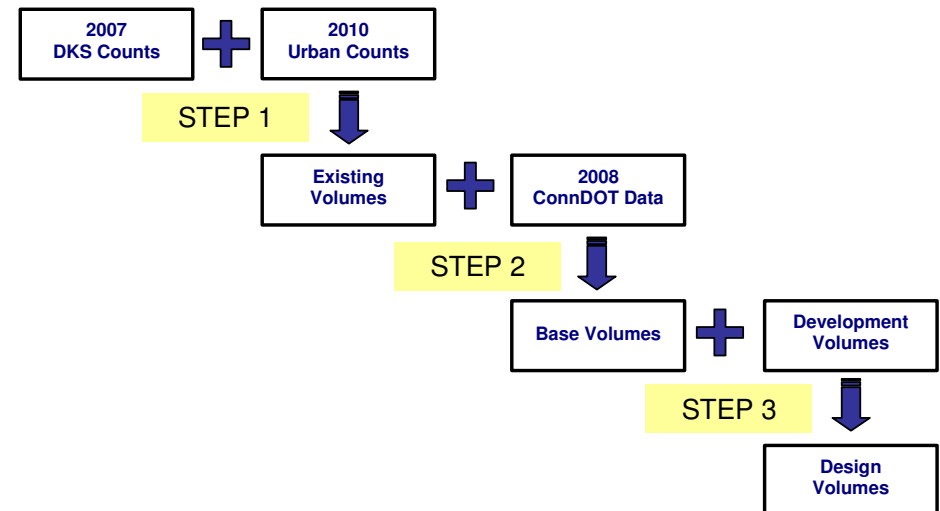 2007
DKS Counts
2010
Urban Counts
STEP 1
Existing
Volumes
2008
ConnDOT Data
STEP 2
Base Volumes
Development
Volumes
STEP 3
Design
Volumes